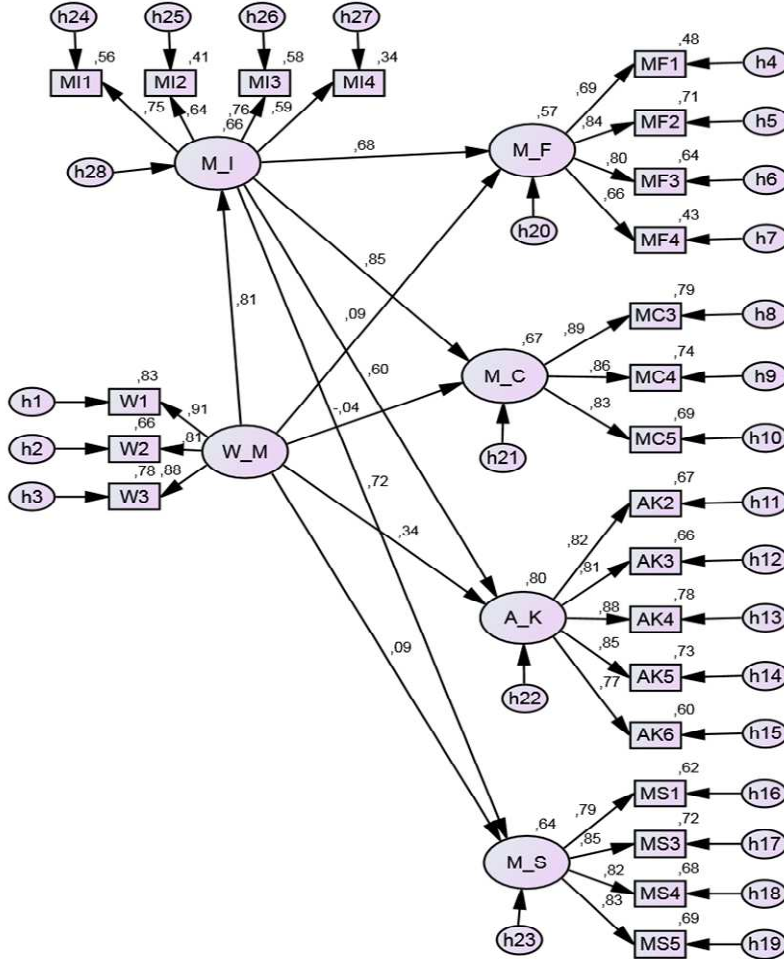 h24 h25 h26 h27
,56 ,41 ,58 ,34
MI1 MI2 MI3 MI4
,75 ,64 ,76 ,59
,66
M_I
h28
,48
MF1 h4
,69
,71
MF2 h5
,84
,57
M_F
,64
MF3 h6
,80
,43
MF4 h7
,66
h20
,68
,85
,81
,09
,60
-,04
,72
,34
,09
,79
MC3 h8
,89
,67
M_C
,74
MC4 h9
,86
,69
MC5 h10
,83
h21
,83
h1 W1
,91
,66
h2 W2
,81
W_M
,78 ,88
h3 W3
,67
AK2 h11
,82
,66
AK3 h12
,81
,80
A_K
,78
AK4 h13
,88
,73
AK5 h14
,85
,60
AK6 h15
,77
h22
,62
MS1 h16
,79
,72
MS3 h17
,85
,64
M_S
,68
MS4 h18
,82
,69
MS5 h19
,83
h23